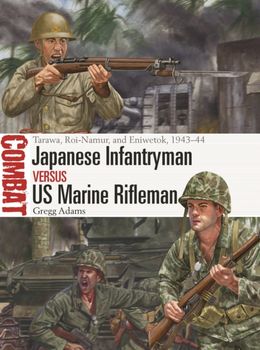 COMBAT
Tarawa, Roi-Namur, and Eniwetok, 1943–44
Japanese Infantryman
VERSUS
US Marine Rifleman
Gregg Adams